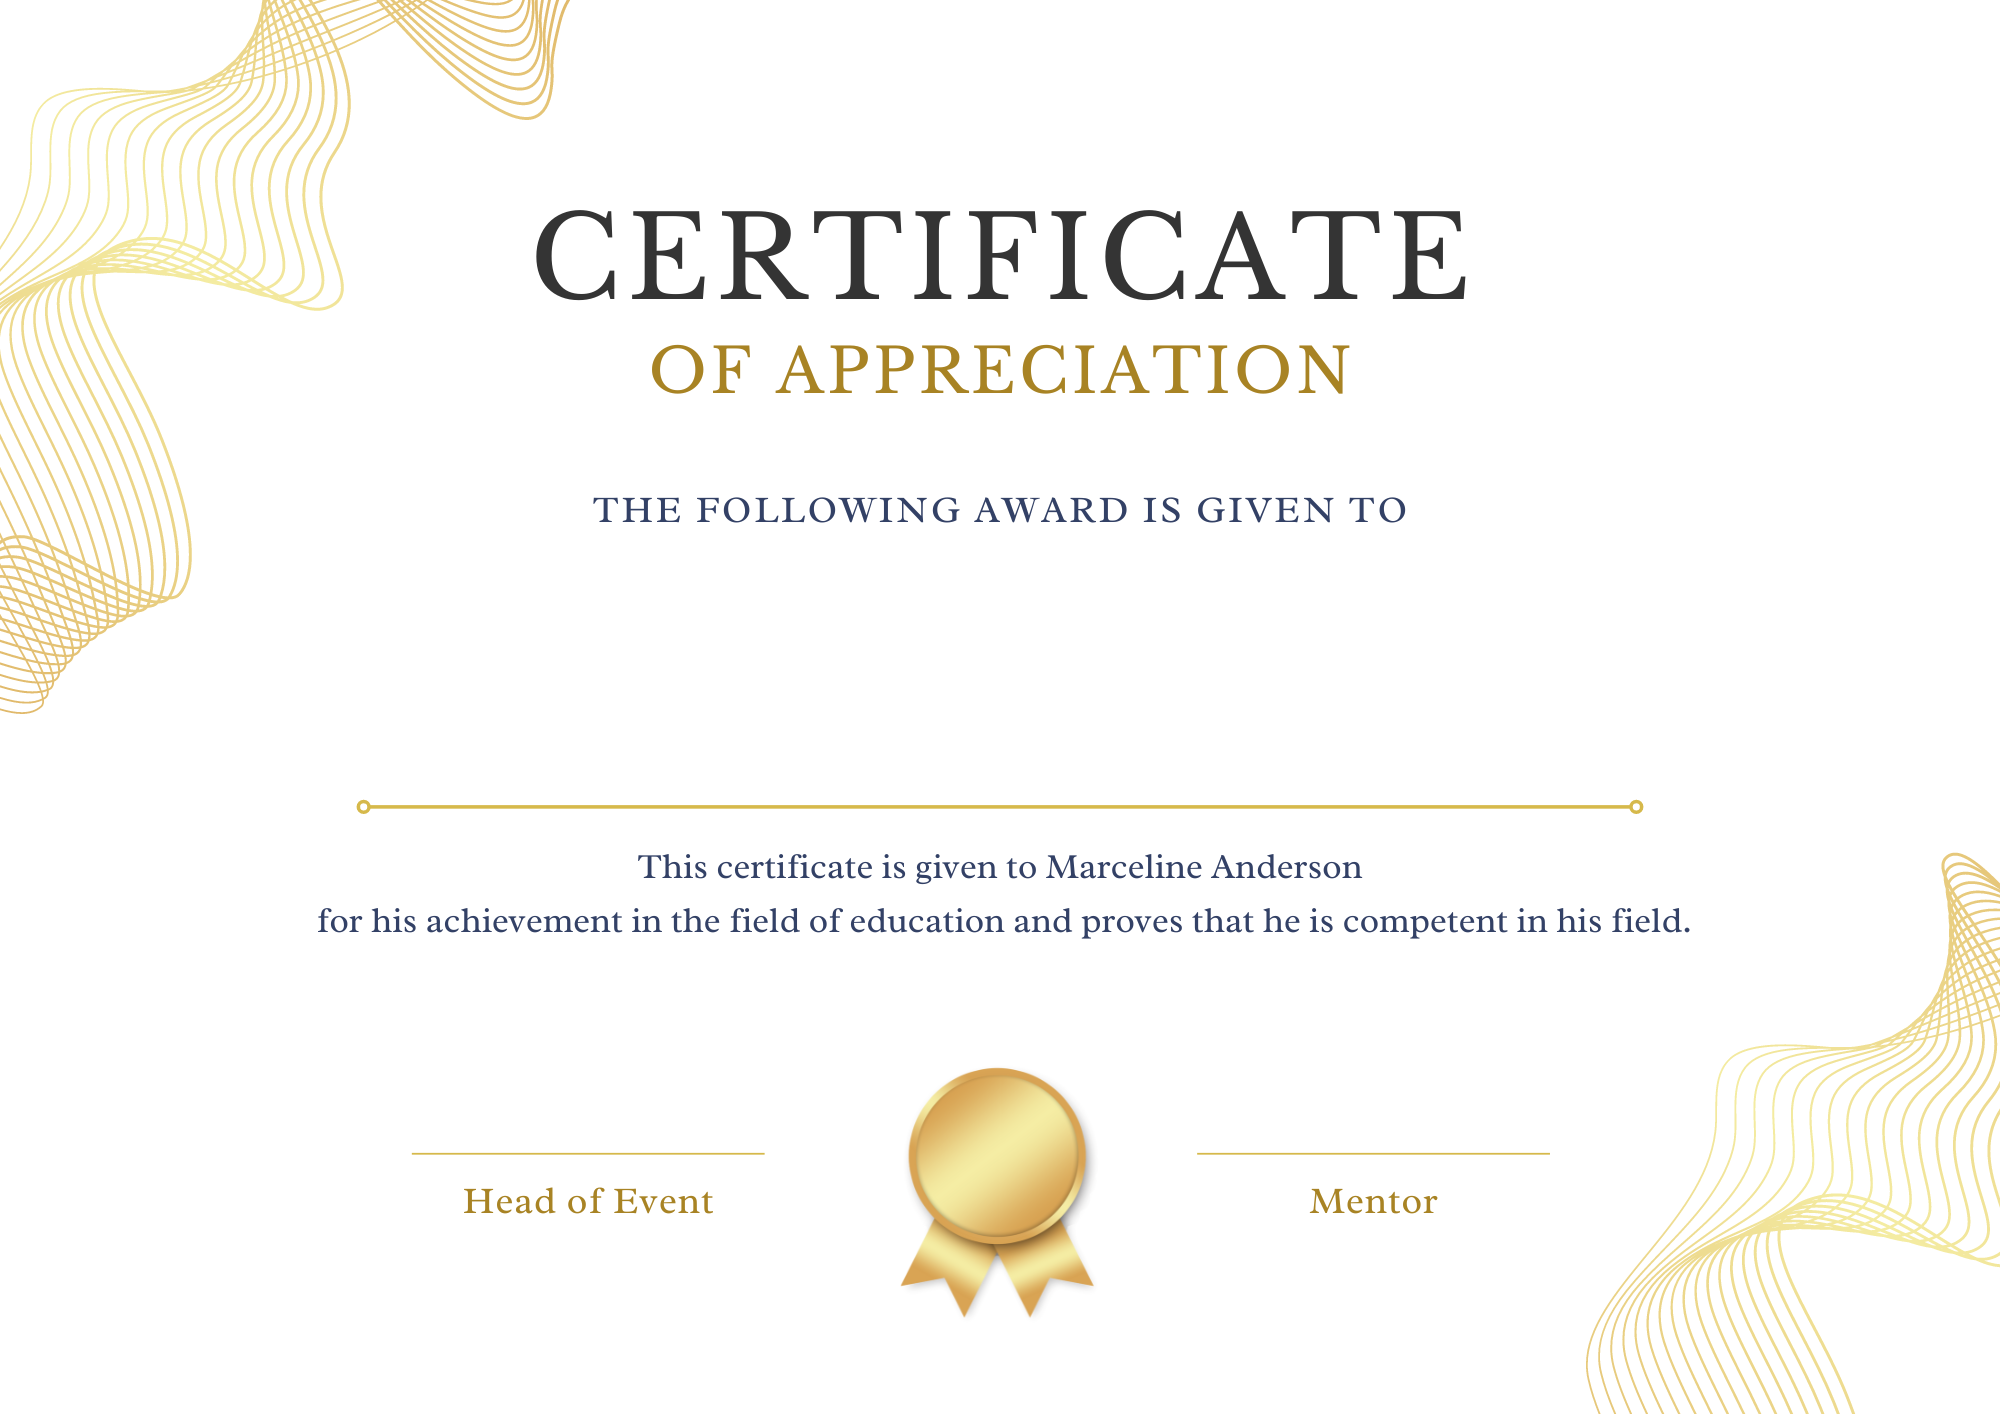 CERTIFICATE
OF APPRECIATION
THE FOLLOWING AWARD IS GIVEN TO
This certificate is given to Marceline Anderson
for his achievement in the field of education and proves that he is competent in his field.
Head of Event
Mentor